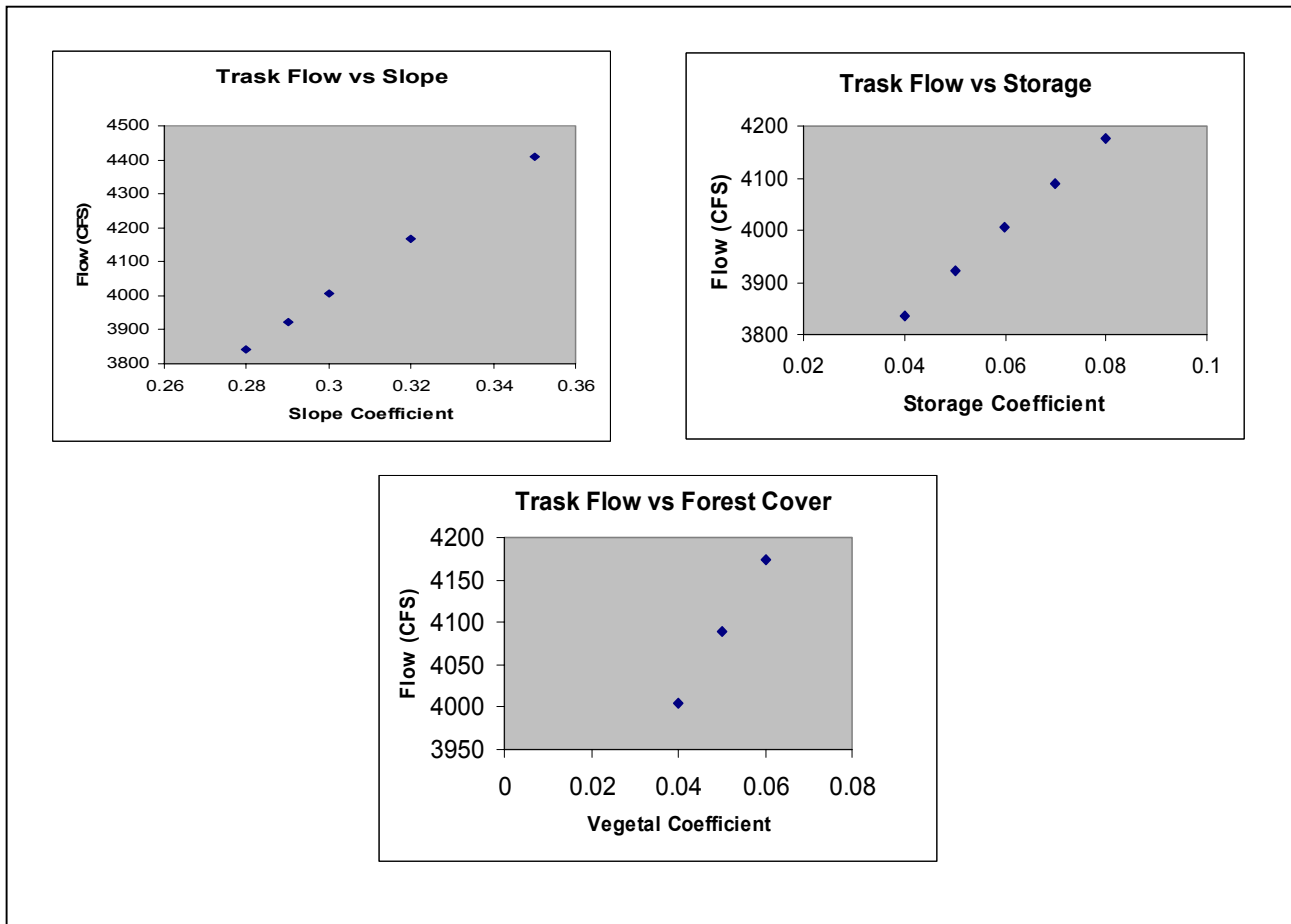 Trask Flow vs Slope
4500
4400
4300
4200
4100
4000
3900
3800
0.26 0.28 0.3 0.32 0.34 0.36
Flow (CFS)
Slope Coefficient
Trask Flow vs Storage
4200
4100
4000
3900
3800
0.02 0.04 0.06 0.08 0.1
Flow (CFS)
Storage Coefficient
Trask Flow vs Forest Cover
4200
4150
4100
4050
4000
3950
0 0.02 0.04 0.06 0.08
Flow (CFS)
Vegetal Coefficient